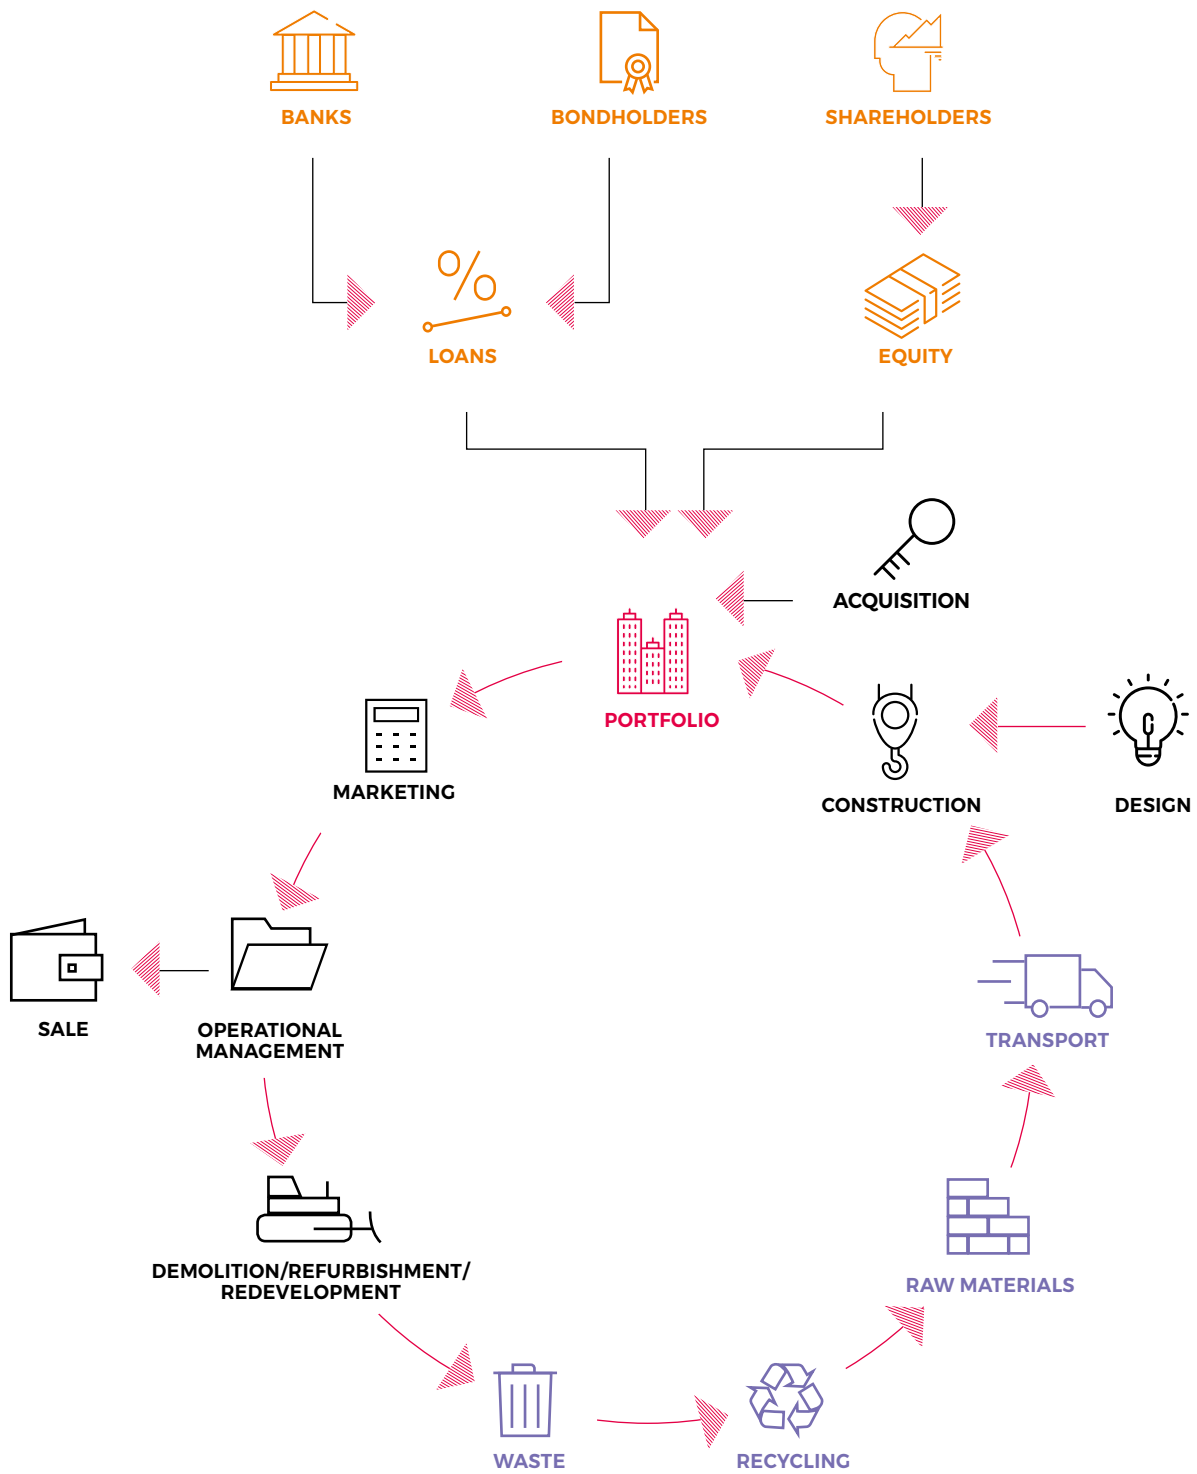 BANKS
BONDHOLDERS
SHAREHOLDERS
%
LOANS
EQUITY
ACQUISITION
PORTFOLIO
MARKETING
CONSTRUCTION
DESIGN
SALE
OPERATIONAL
MANAGEMENT
TRANSPORT
DEMOLITION/REFURBISHMENT/
REDEVELOPMENT
RAW MATERIALS
WASTE
RECYCLING